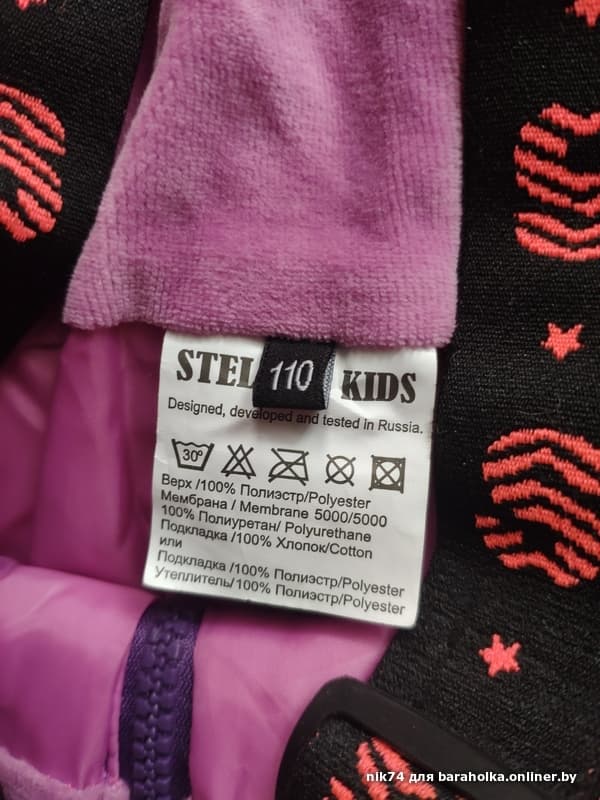 STEL 110 KIDS
Designed, developed and tested in Russia.
30°
Верх /100% Полиэстр/Polyester
Мембрана / Membrane 5000/5000
100% Полиуретан/ Polyurethane
Подкладка /100% Хлопок/Cotton
или
Подкладка /100% Полиэстр/Polyester
Утеплитель/100% Полиэстр/Polyester
nik74 для baraholka.onliner.by